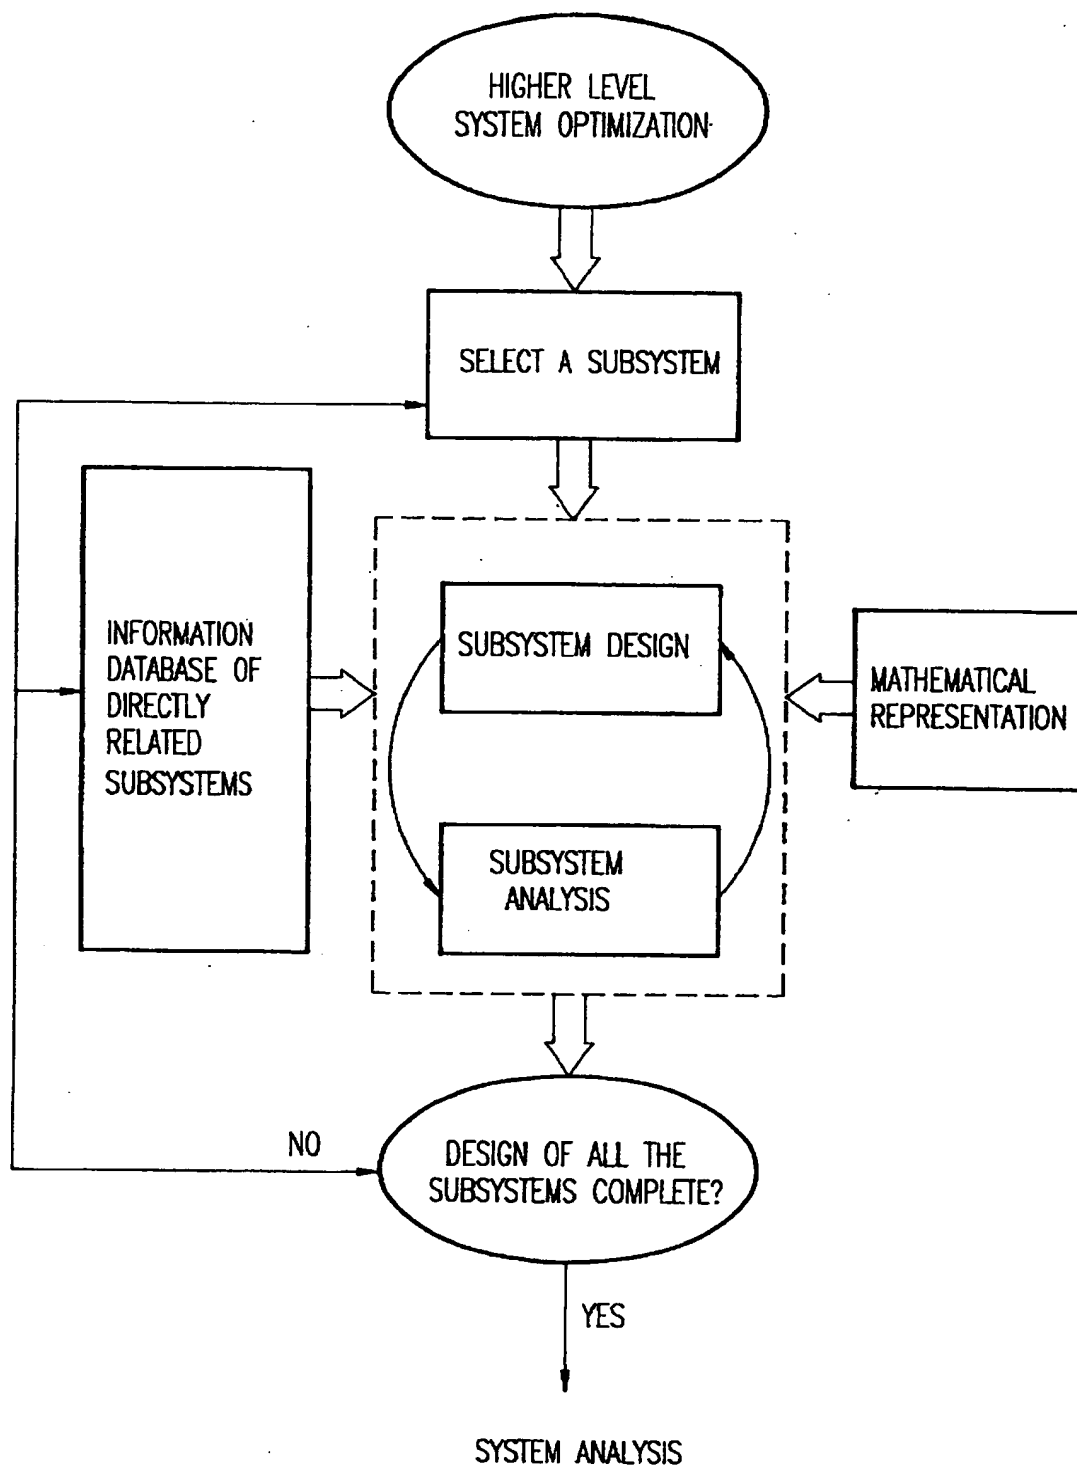 HIGHER LEVEL
SYSTEM OPTIMIZATION
SELECT A SUBSYSTEM
INFORMATION
DATABASE OF
DIRECTLY
RELATED
SUBSYSTEMS
SUBSYSTEM DESIGN
SUBSYSTEM
ANALYSIS
MATHEMATICAL
REPRESENTATION
NO
DESIGN OF ALL THE
SUBSYSTEMS COMPLETE?
YES
SYSTEM ANALYSIS